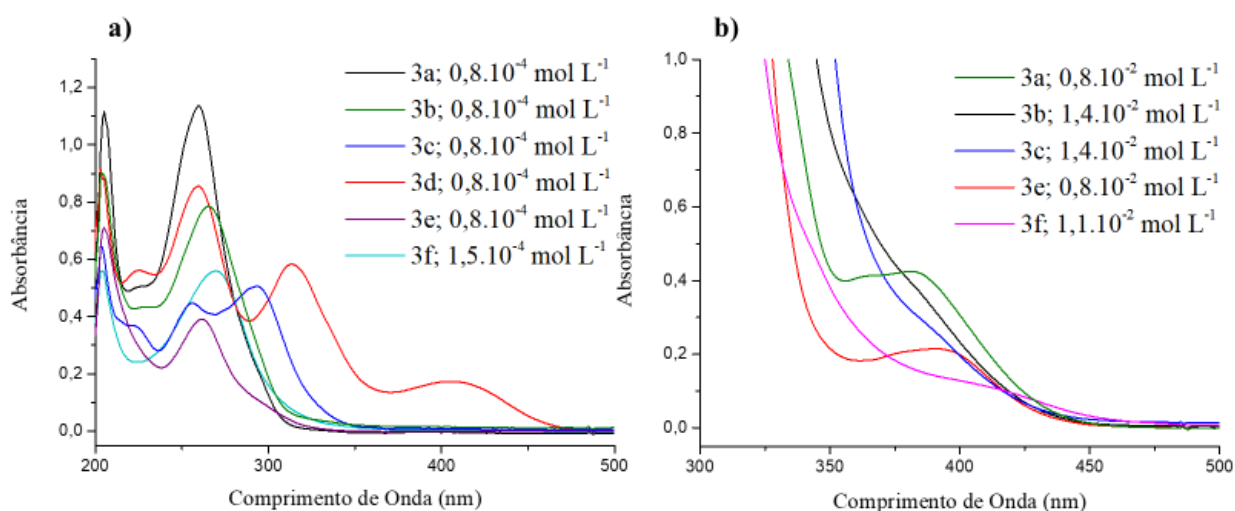 a)
3a; 0,8.10⁻⁴ mol L⁻¹
3b; 0,8.10⁻⁴ mol L⁻¹
3c; 0,8.10⁻⁴ mol L⁻¹
3d; 0,8.10⁻⁴ mol L⁻¹
3e; 0,8.10⁻⁴ mol L⁻¹
3f; 1,5.10⁻⁴ mol L⁻¹
Absorbância
1,2
1,0
0,8
0,6
0,4
0,2
0,0
200 300 400 500
Comprimento de Onda (nm)
b)
3a; 0,8.10⁻² mol L⁻¹
3b; 1,4.10⁻² mol L⁻¹
3c; 1,4.10⁻² mol L⁻¹
3e; 0,8.10⁻² mol L⁻¹
3f; 1,1.10⁻² mol L⁻¹
Absorbância
1,0
0,8
0,6
0,4
0,2
0,0
300 350 400 450 500
Comprimento de Onda (nm)